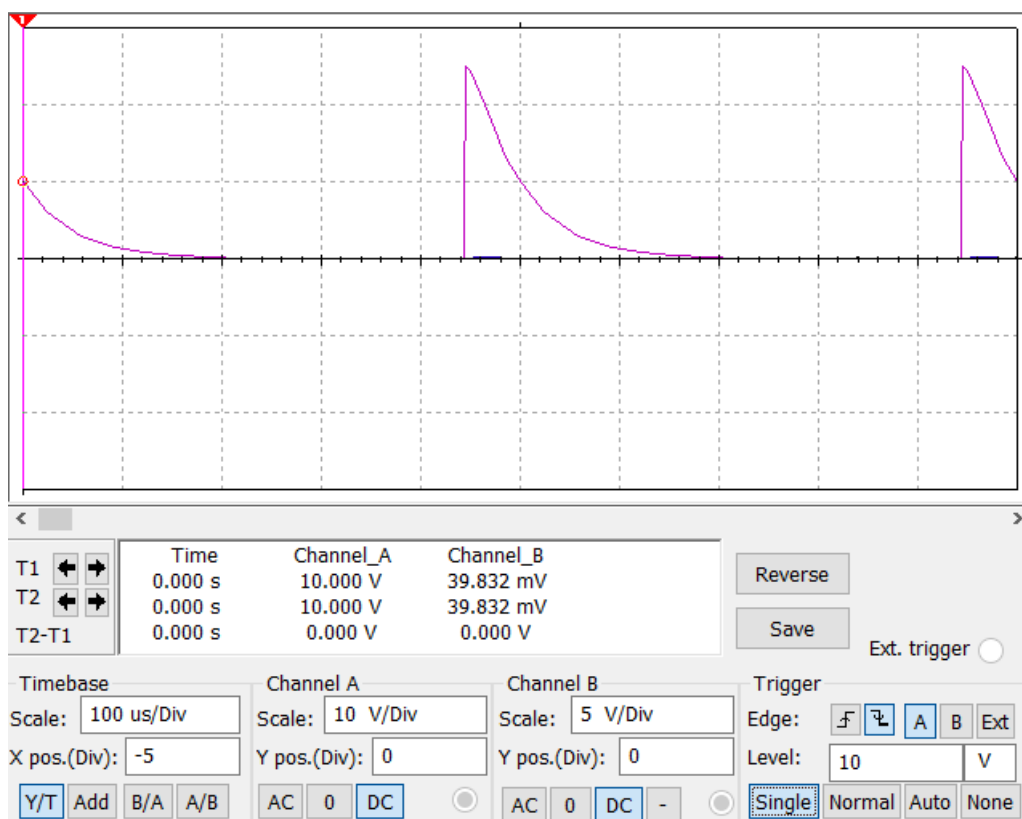 1
Time Channel_A Channel_B
T1 0.000 s 10.000 V 39.832 mV
T2 0.000 s 10.000 V 39.832 mV
T2-T1 0.000 s 0.000 V 0.000 V
Reverse
Save
Ext. trigger
Timebase
Scale: 100 us/Div
X pos.(Div): -5
Y/T Add B/A A/B
Channel A
Scale: 10 V/Div
Y pos.(Div): 0
AC 0 DC
Channel B
Scale: 5 V/Div
Y pos.(Div): 0
AC 0 DC -
Trigger
Edge: A B Ext
Level: 10 V
Single Normal Auto None